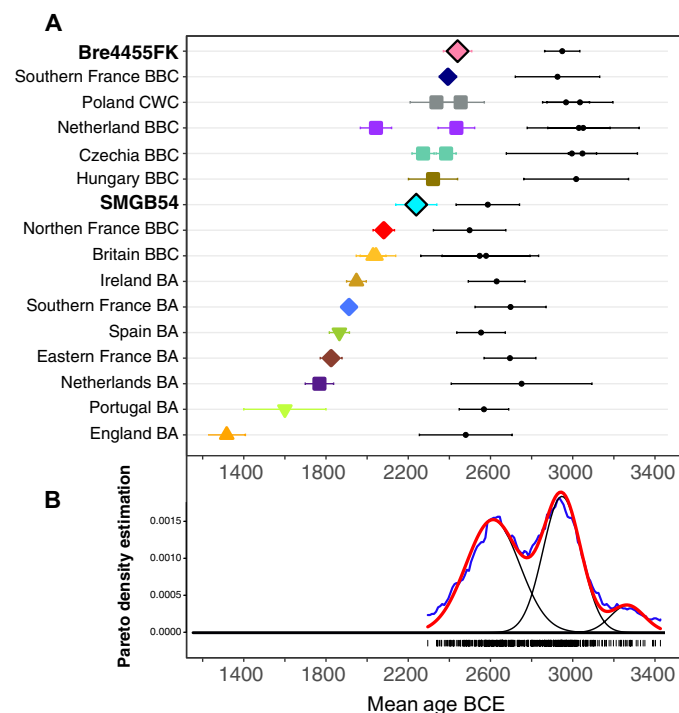 A
Bre4455FK
Southern France BBC
Poland CWC
Netherland BBC
Czechia BBC
Hungary BBC
SMGB54
Northen France BBC
Britain BBC
Ireland BA
Southern France BA
Spain BA
Eastern France BA
Netherlands BA
Portugal BA
England BA
1400 1800 2200 2600 3000 3400
B
Pareto density estimation
0.0015
0.0010
0.0005
0.0000
1400 1800 2200 2600 3000 3400
Mean age BCE